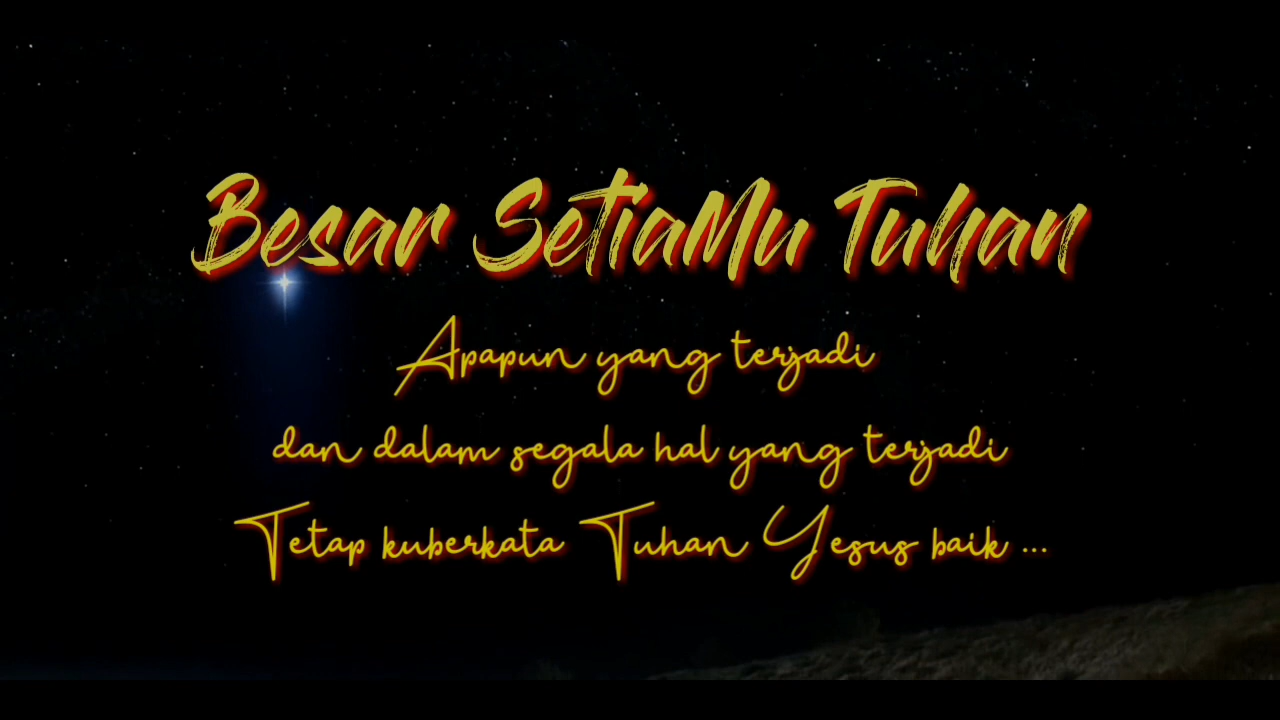 Besar SetiaMu Tuhan
Apapun yang terjadi
dan dalam segala hal yang terjadi
Tetap kuberkata Tuhan Yesus baik ...